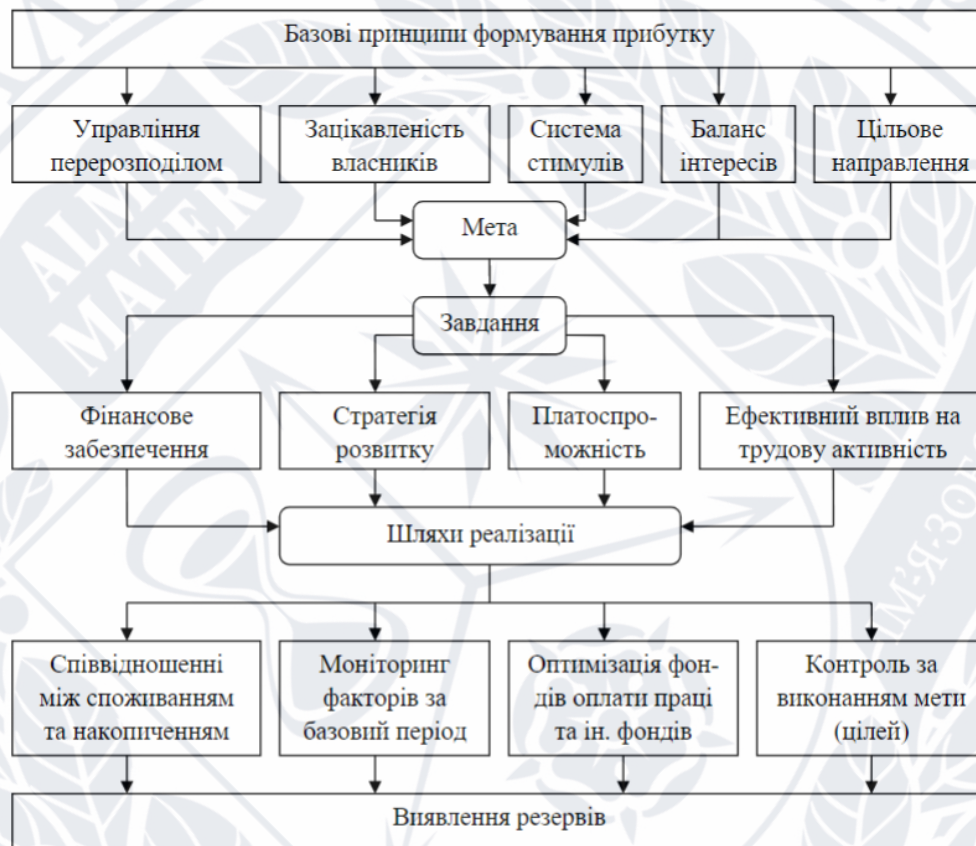 Базові принципи формування прибутку
Управління
перерозподілом
Зацікавленість
власників
Система
стимулів
Баланс
інтересів
Цільове
направлення
Мета
Завдання
Фінансове
забезпечення
Стратегія
розвитку
Платоспро-
можність
Ефективний вплив на
трудову активність
Шляхи реалізації
Співвідношенні
між споживанням
та накопиченням
Моніторинг
факторів за
базовий період
Оптимізація фон-
дів оплати праці
та ін. фондів
Контроль за
виконанням мети
(цілей)
Виявлення резервів
ALMA
MATER